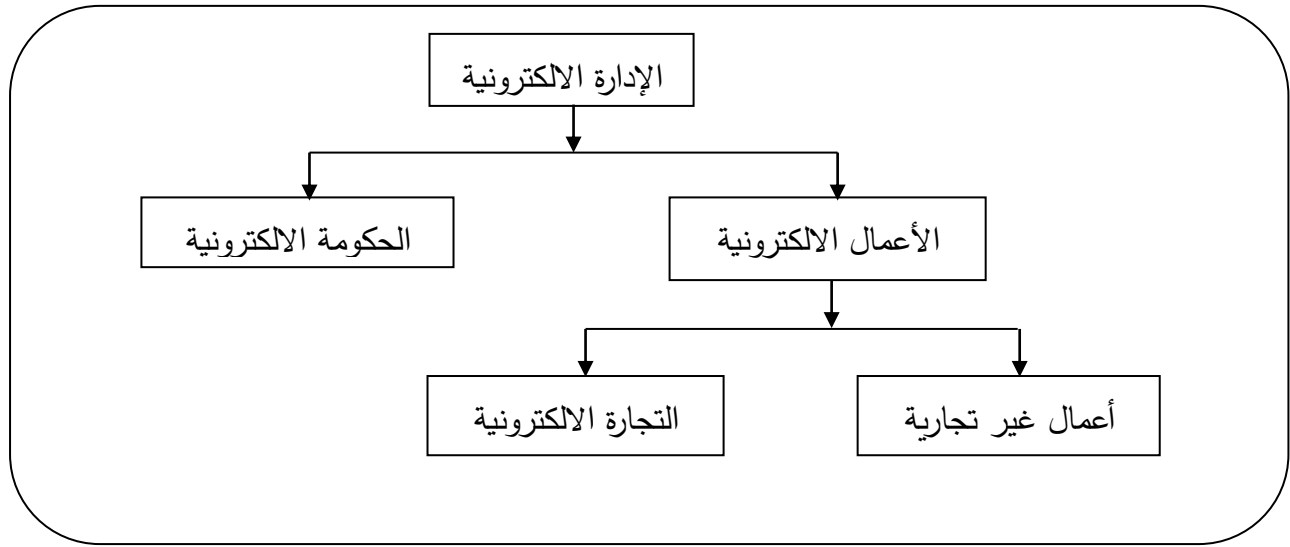 الإدارة الالكترونية
الأعمال الالكترونية
الحكومة الالكترونية
أعمال غير تجارية
التجارة الالكترونية